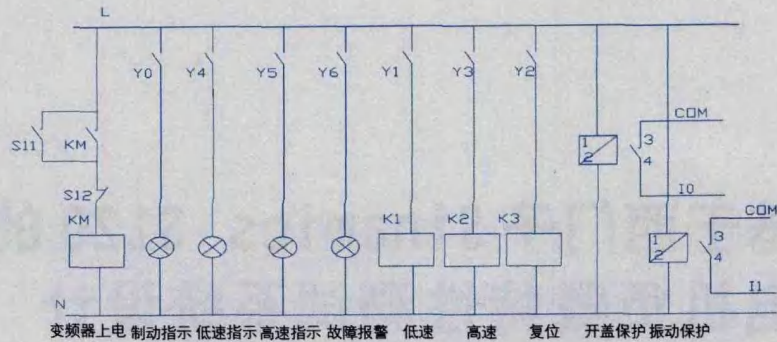 L
Y0 Y4 Y5 Y6 Y1 Y3 Y2
S11 KM
COM
1
2
3
4
S12
I0
KM
K1 K2 K3
COM
1
2
3
4
I1
N
变频器上电 制动指示 低速指示 高速指示 故障报警 低速 高速 复位 开盖保护 振动保护